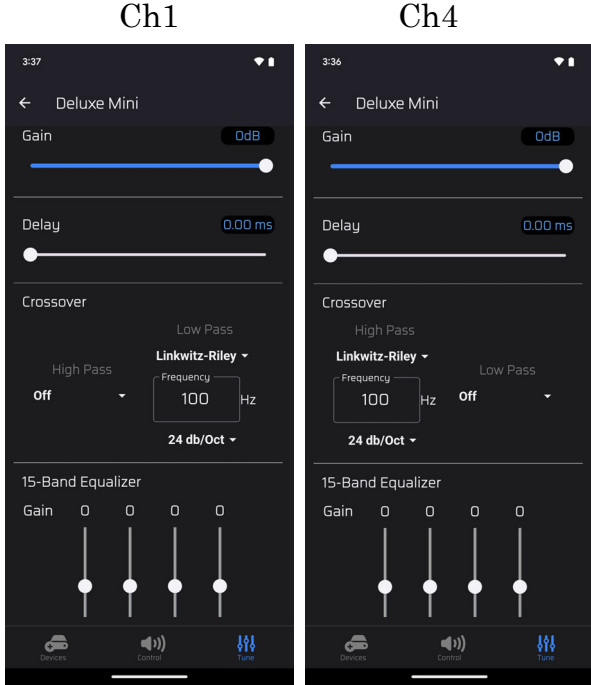 Ch1
3:37
Deluxe Mini
Gain 0dB
Delay 0.00 ms
Crossover
Low Pass
Linkwitz-Riley
High Pass
Frequency
Off 100 Hz
24 db/Oct
15-Band Equalizer
Gain 0 0 0 0
Devices Control Tune
Ch4
3:36
Deluxe Mini
Gain 0dB
Delay 0.00 ms
Crossover
High Pass
Linkwitz-Riley
Low Pass
Frequency
100 Hz Off
24 db/Oct
15-Band Equalizer
Gain 0 0 0 0
Devices Control Tune